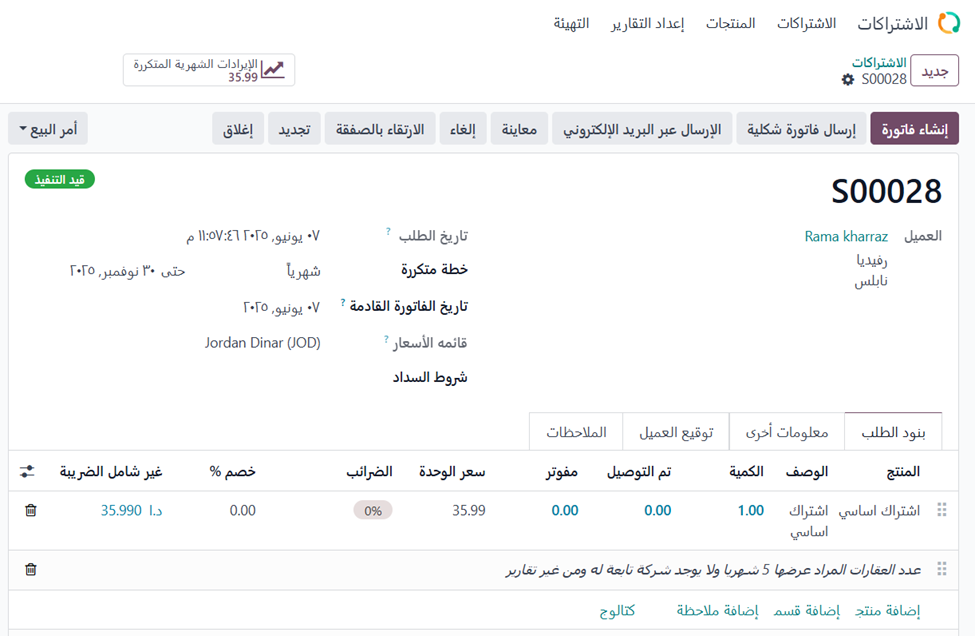 الاشتراكات الاشتراكات المنتجات إعداد التقارير التهيئة
جديد
الاشتراكات
S00028
الإيرادات الشهرية المتكررة
35.99
إنشاء فاتورة إرسال فاتورة شكلية الإرسال عبر البريد الإلكتروني معاينة إلغاء الارتقاء بالصفقة تجديد إغلاق أمر البيع
قيد التنفيذ
S00028
العميل Rama kharraz
رفيديا
نابلس
تاريخ الطلب ? ٠٧ يونيو, ٢٠٢٥ ١١:٥٧:٤٦ م
خطة متكررة شهرياً حتى ٣٠ نوفمبر, ٢٠٢٥
تاريخ الفاتورة القادمة ? ٠٧ يونيو, ٢٠٢٥
قائمه الأسعار ? Jordan Dinar (JOD)
شروط السداد
بنود الطلب معلومات أخرى توقيع العميل الملاحظات
المنتج الوصف الكمية تم التوصيل مفوتر سعر الوحدة الضرائب خصم % غير شامل الضريبة
اشتراك اساسي اشتراك اساسي 1.00 0.00 0.00 35.99 0% 0.00 35.990 د.ا
عدد العقارات المراد عرضها 5 شهريا ولا يوجد شركة تابعة له ومن غير تقارير
إضافة منتج إضافة قسم إضافة ملاحظة كتالوج